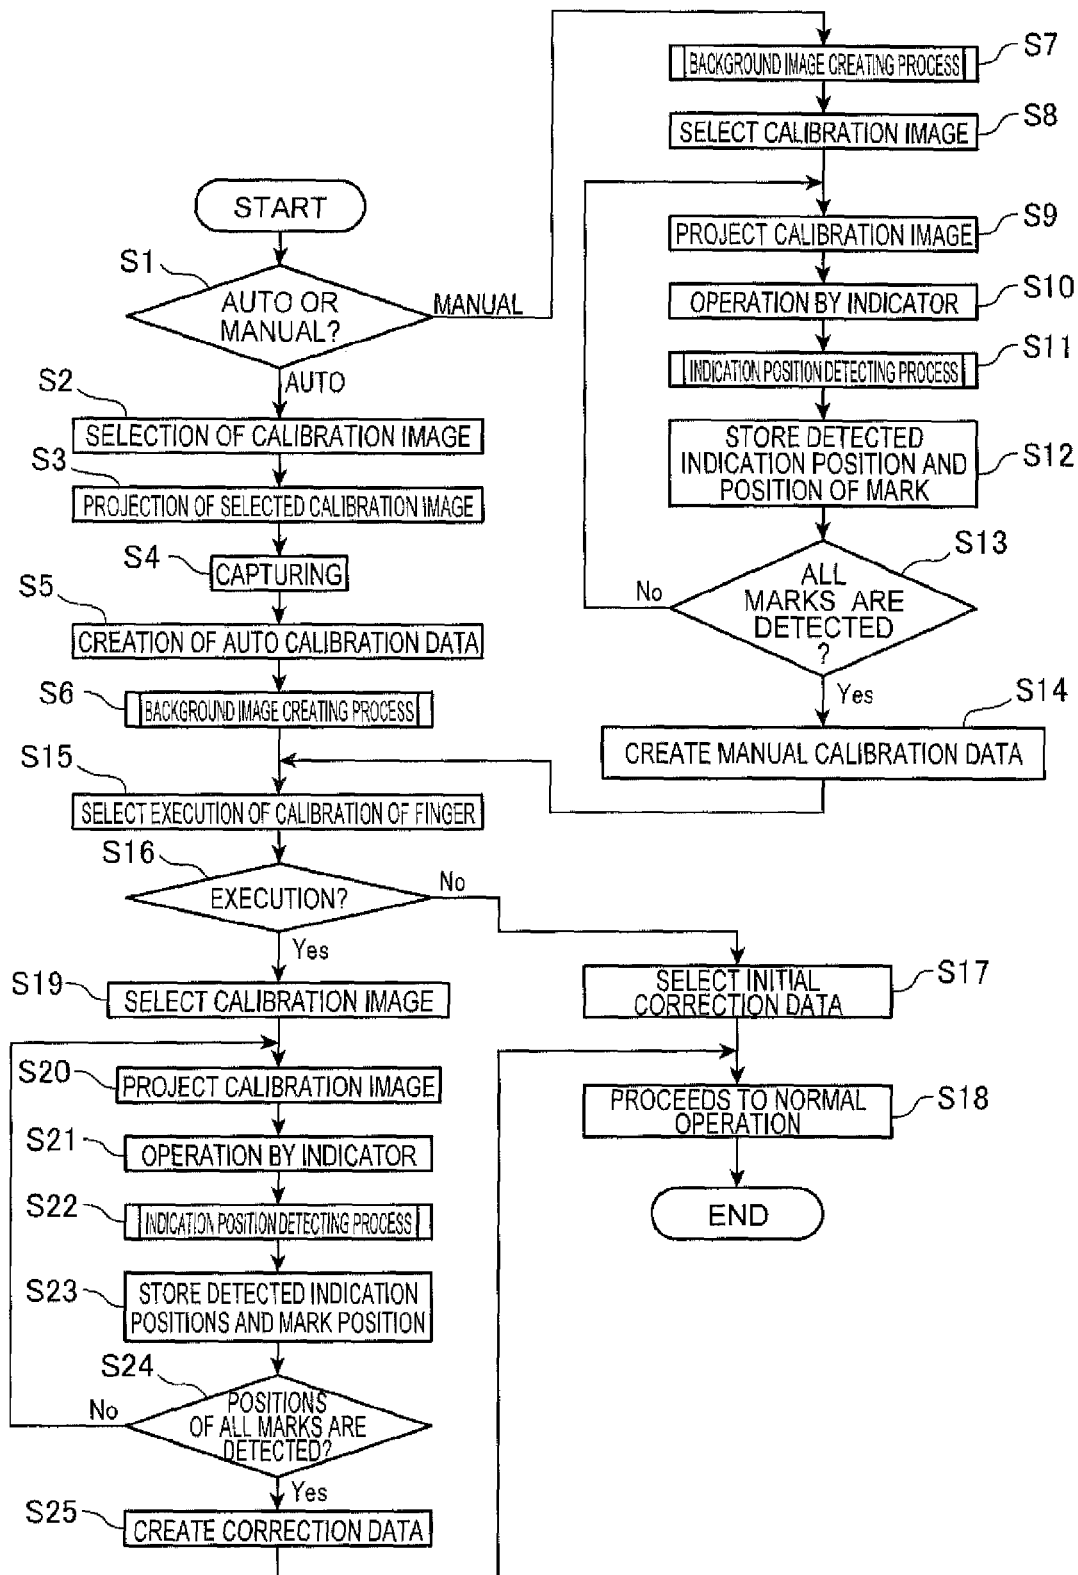 START
S1
AUTO OR
MANUAL?
MANUAL
AUTO
S2
SELECTION OF CALIBRATION IMAGE
S3
PROJECTION OF SELECTED CALIBRATION IMAGE
S4
CAPTURING
S5
CREATION OF AUTO CALIBRATION DATA
S6
BACKGROUND IMAGE CREATING PROCESS
S7
BACKGROUND IMAGE CREATING PROCESS
S8
SELECT CALIBRATION IMAGE
S9
PROJECT CALIBRATION IMAGE
S10
OPERATION BY INDICATOR
S11
INDICATION POSITION DETECTING PROCESS
S12
STORE DETECTED
INDICATION POSITION AND
POSITION OF MARK
S13
ALL
MARKS ARE
DETECTED
?
No
Yes
S14
CREATE MANUAL CALIBRATION DATA
S15
SELECT EXECUTION OF CALIBRATION OF FINGER
S16
EXECUTION?
No
Yes
S17
SELECT INITIAL
CORRECTION DATA
S18
PROCEEDS TO NORMAL
OPERATION
END
S19
SELECT CALIBRATION IMAGE
S20
PROJECT CALIBRATION IMAGE
S21
OPERATION BY INDICATOR
S22
INDICATION POSITION DETECTING PROCESS
S23
STORE DETECTED INDICATION
POSITIONS AND MARK POSITION
S24
POSITIONS
OF ALL MARKS ARE
DETECTED?
No
Yes
S25
CREATE CORRECTION DATA